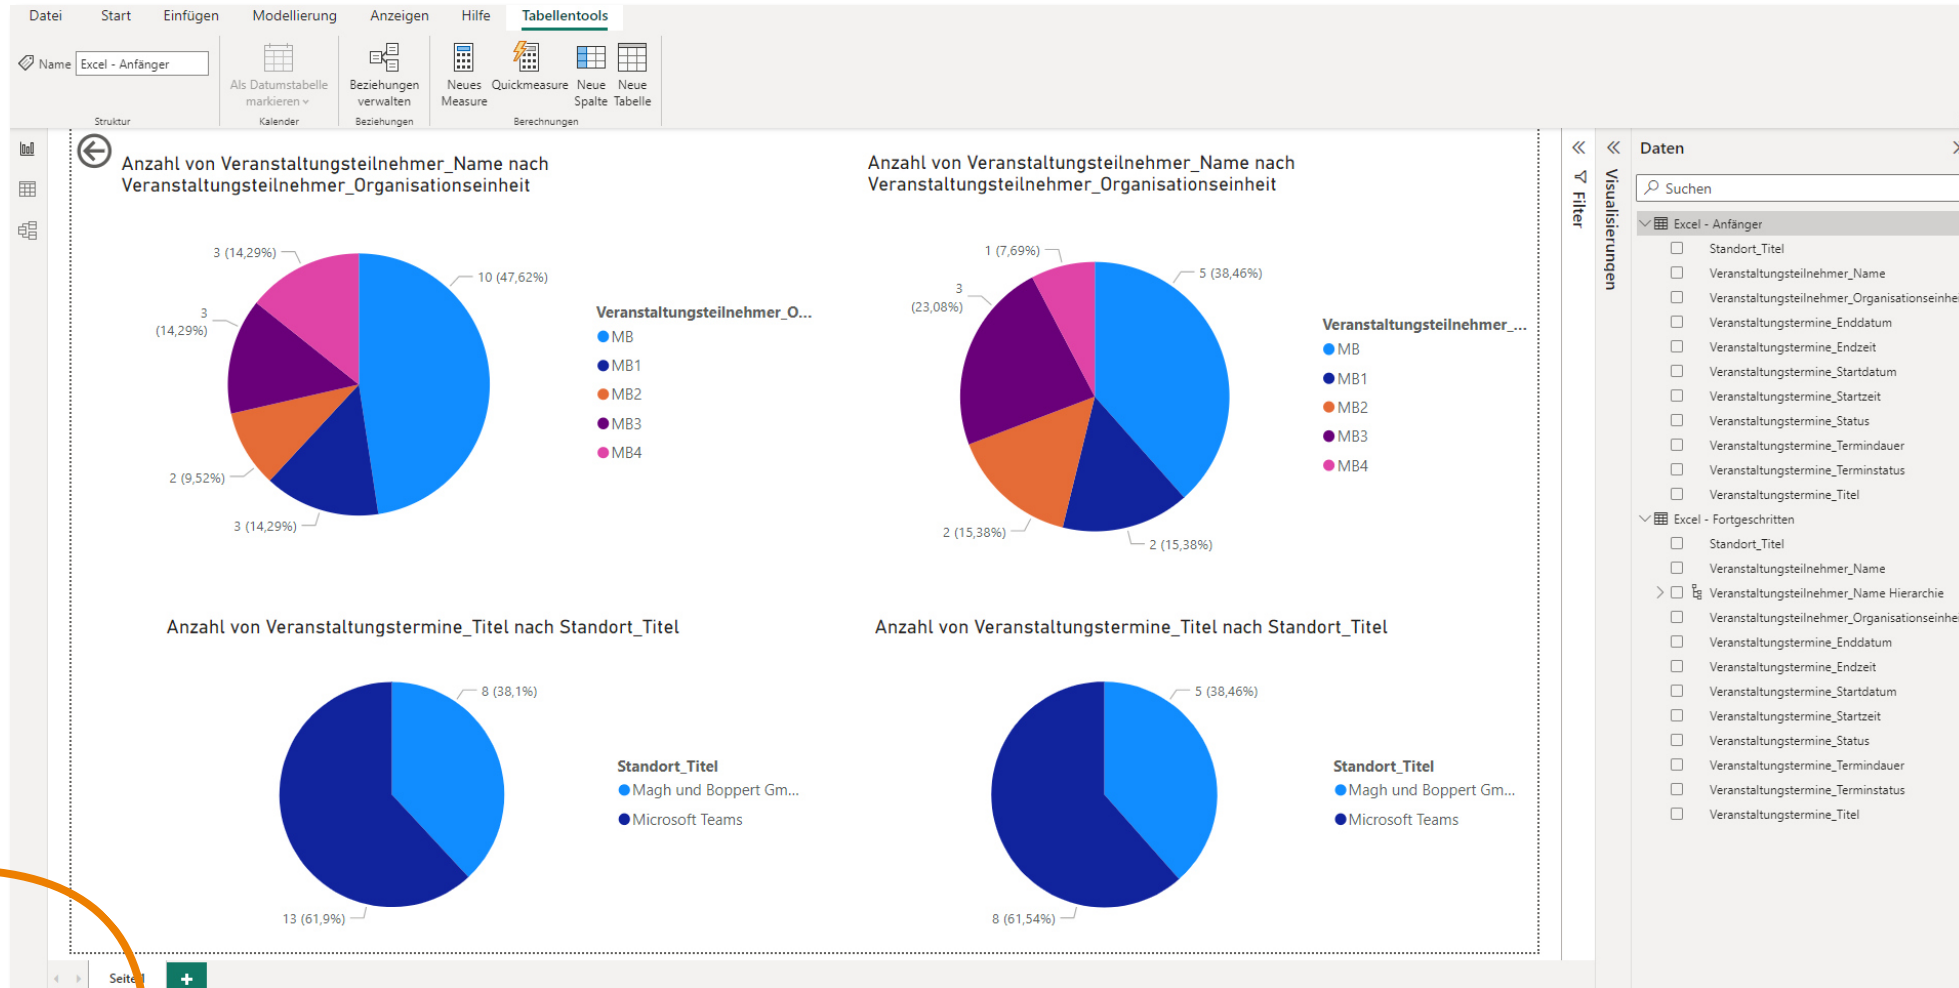 Datei Start Einfügen Modellierung Anzeigen Hilfe Tabellentools
Name Excel - Anfänger
Als Datumstabelle
markieren
Beziehungen
verwalten
Neues
Measure
Quickmeasure
Neue
Spalte
Neue
Tabelle
Struktur Kalender Beziehungen Berechnungen
Anzahl von Veranstaltungsteilnehmer_Name nach
Veranstaltungsteilnehmer_Organisationseinheit
3 (14,29%)
10 (47,62%)
3
(14,29%)
2 (9,52%)
3 (14,29%)
Veranstaltungsteilnehmer_O...
MB
MB1
MB2
MB3
MB4
Anzahl von Veranstaltungsteilnehmer_Name nach
Veranstaltungsteilnehmer_Organisationseinheit
1 (7,69%)
5 (38,46%)
3
(23,08%)
2 (15,38%)
2 (15,38%)
Veranstaltungsteilnehmer_...
MB
MB1
MB2
MB3
MB4
Anzahl von Veranstaltungstermine_Titel nach Standort_Titel
8 (38,1%)
13 (61,9%)
Standort_Titel
Magh und Boppert Gm...
Microsoft Teams
Anzahl von Veranstaltungstermine_Titel nach Standort_Titel
5 (38,46%)
8 (61,54%)
Standort_Titel
Magh und Boppert Gm...
Microsoft Teams
Filter
Visualisierungen
Daten
Suchen
Excel - Anfänger
Standort_Titel
Veranstaltungsteilnehmer_Name
Veranstaltungsteilnehmer_Organisationseinhe
Veranstaltungstermine_Enddatum
Veranstaltungstermine_Endzeit
Veranstaltungstermine_Startdatum
Veranstaltungstermine_Startzeit
Veranstaltungstermine_Status
Veranstaltungstermine_Termindauer
Veranstaltungstermine_Terminstatus
Veranstaltungstermine_Titel
Excel - Fortgeschritten
Standort_Titel
Veranstaltungsteilnehmer_Name
Veranstaltungsteilnehmer_Name Hierarchie
Veranstaltungsteilnehmer_Organisationseinhe
Veranstaltungstermine_Enddatum
Veranstaltungstermine_Endzeit
Veranstaltungstermine_Startdatum
Veranstaltungstermine_Startzeit
Veranstaltungstermine_Status
Veranstaltungstermine_Termindauer
Veranstaltungstermine_Terminstatus
Veranstaltungstermine_Titel
Seite 1